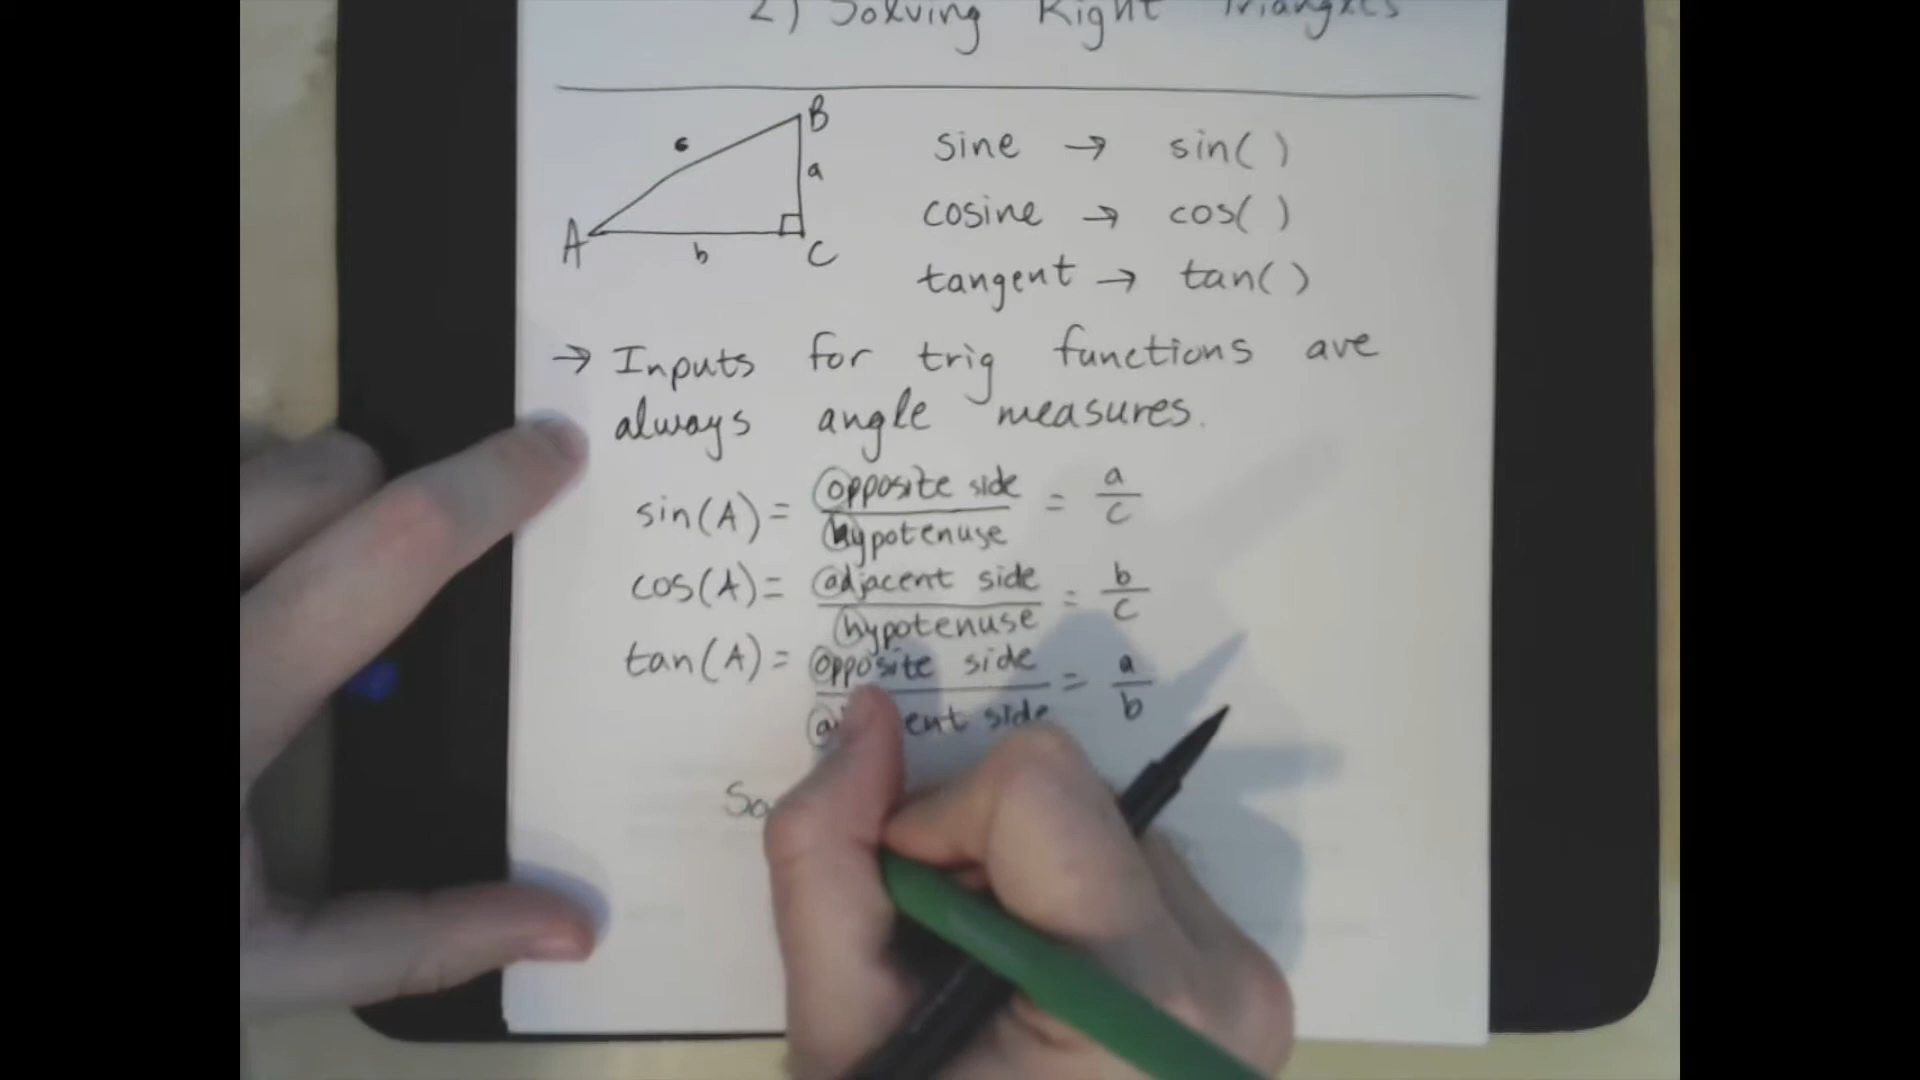 2) Solving Right Triangles
B
c
a
A
b
C
sine → sin( )
cosine → cos( )
tangent → tan( )
→ Inputs for trig functions are
always angle measures.
sin(A) = opposite side / hypotenuse = a / c
cos(A) = adjacent side / hypotenuse = b / c
tan(A) = opposite side / side = a / b